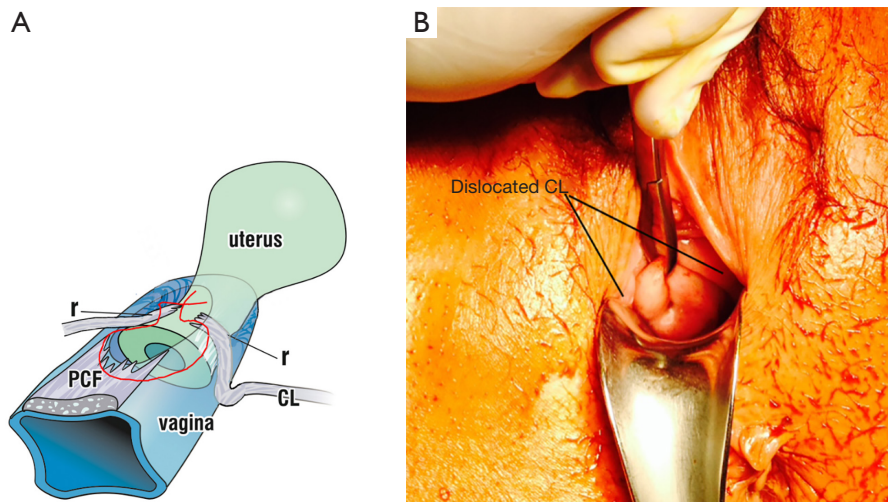 A
B
uterus
r
r
PCF
CL
vagina
Dislocated CL